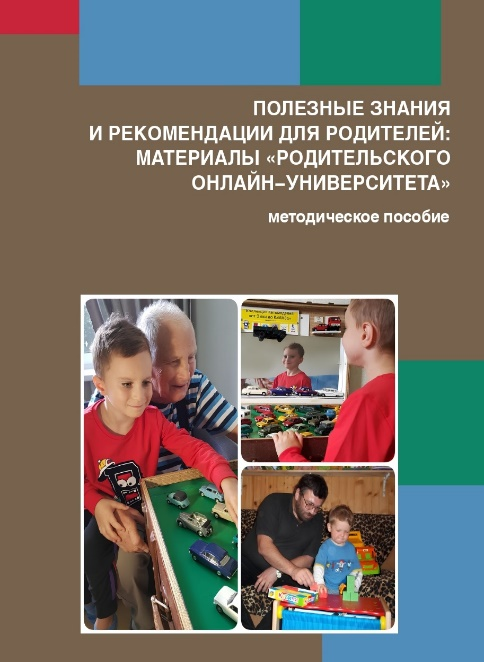 ПОЛЕЗНЫЕ ЗНАНИЯ
И РЕКОМЕНДАЦИИ ДЛЯ РОДИТЕЛЕЙ:
МАТЕРИАЛЫ «РОДИТЕЛЬСКОГО
ОНЛАЙН–УНИВЕРСИТЕТА»
методическое пособие